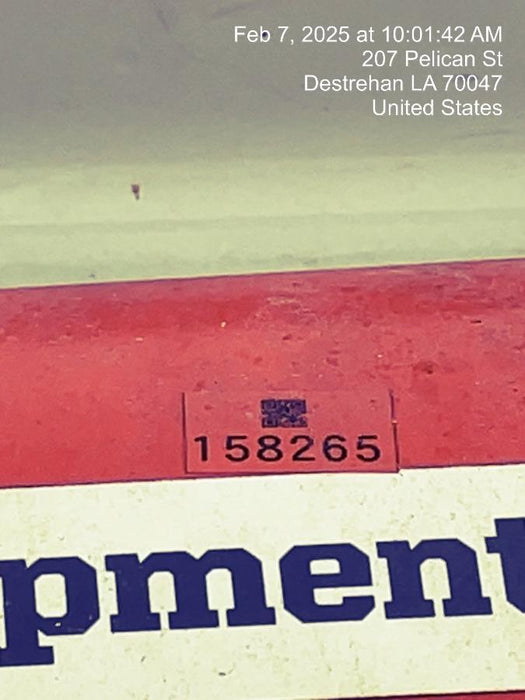 Feb 7, 2025 at 10:01:42 AM
207 Pelican St
Destrehan LA 70047
United States
158265
pment